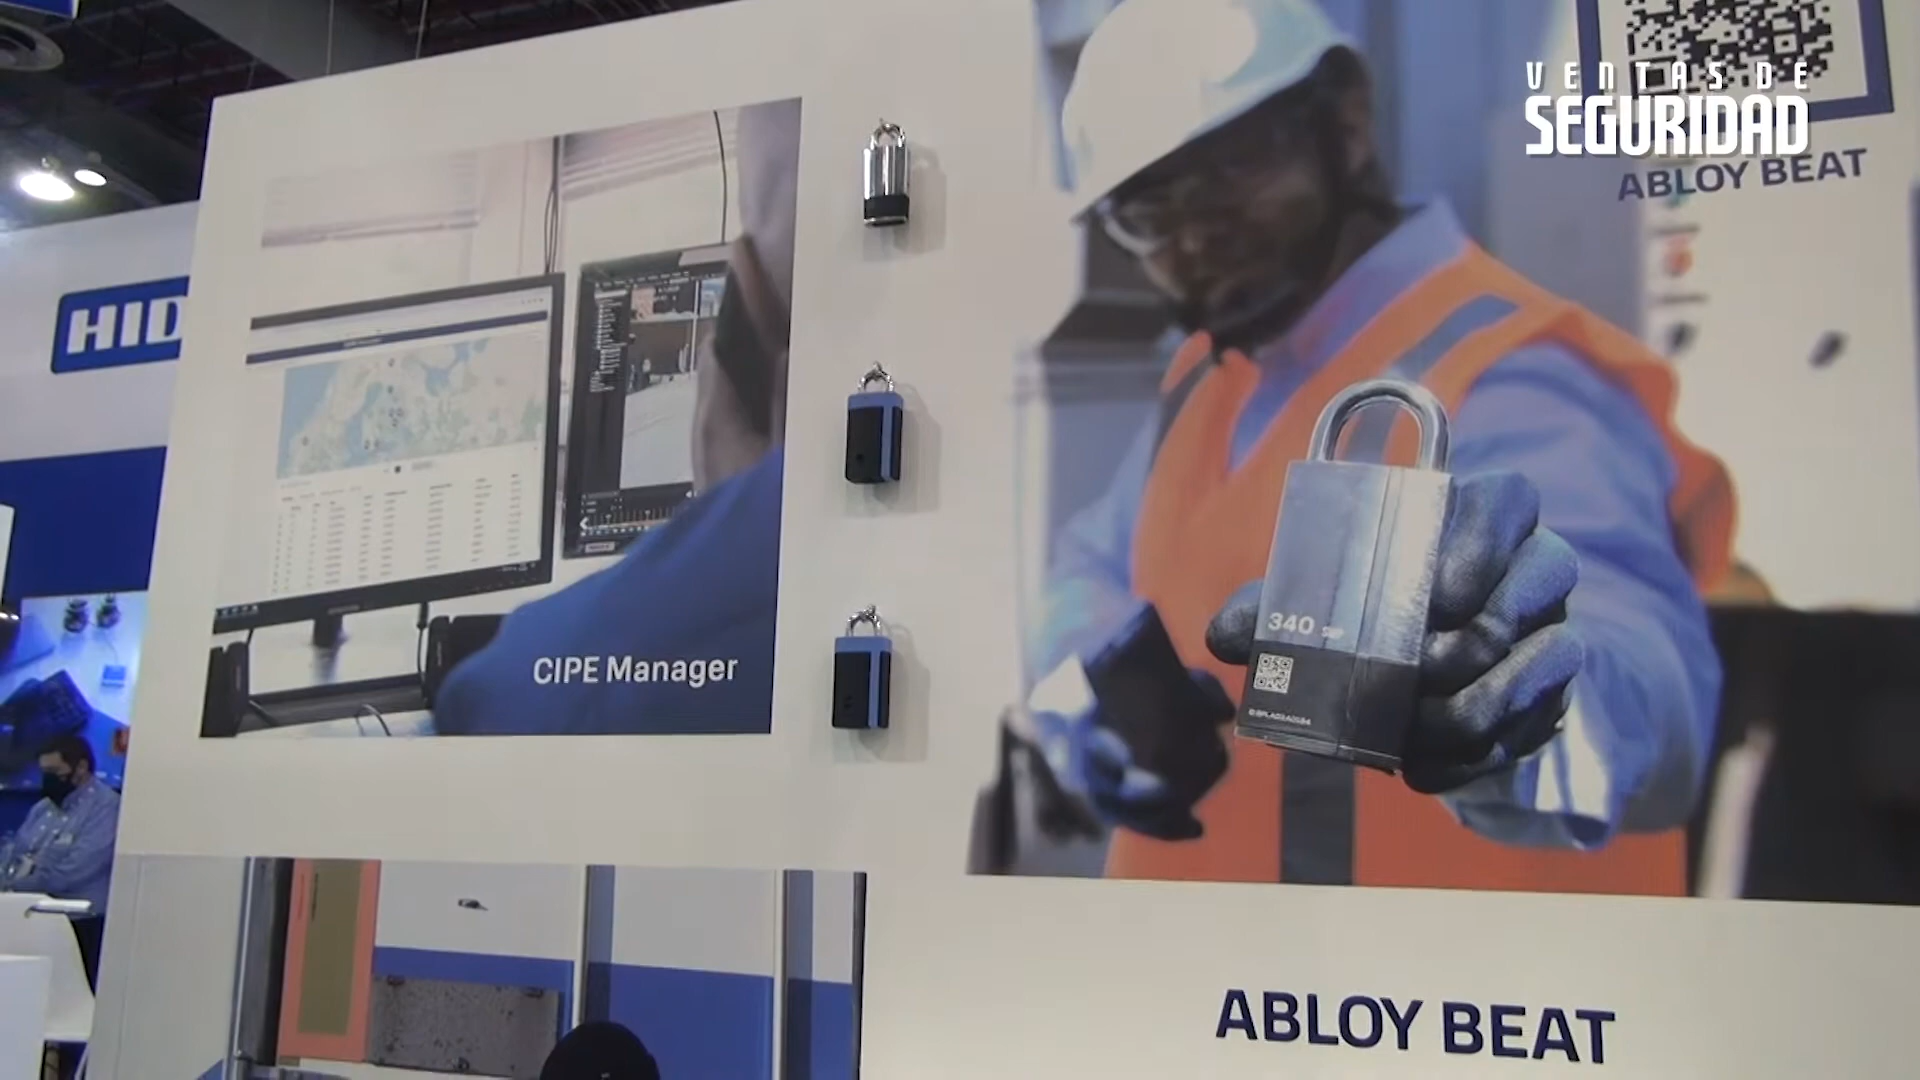 VENTAS DE
SEGURIDAD
ABLOY BEAT
HID
CIPE Manager
340
ABLOY BEAT